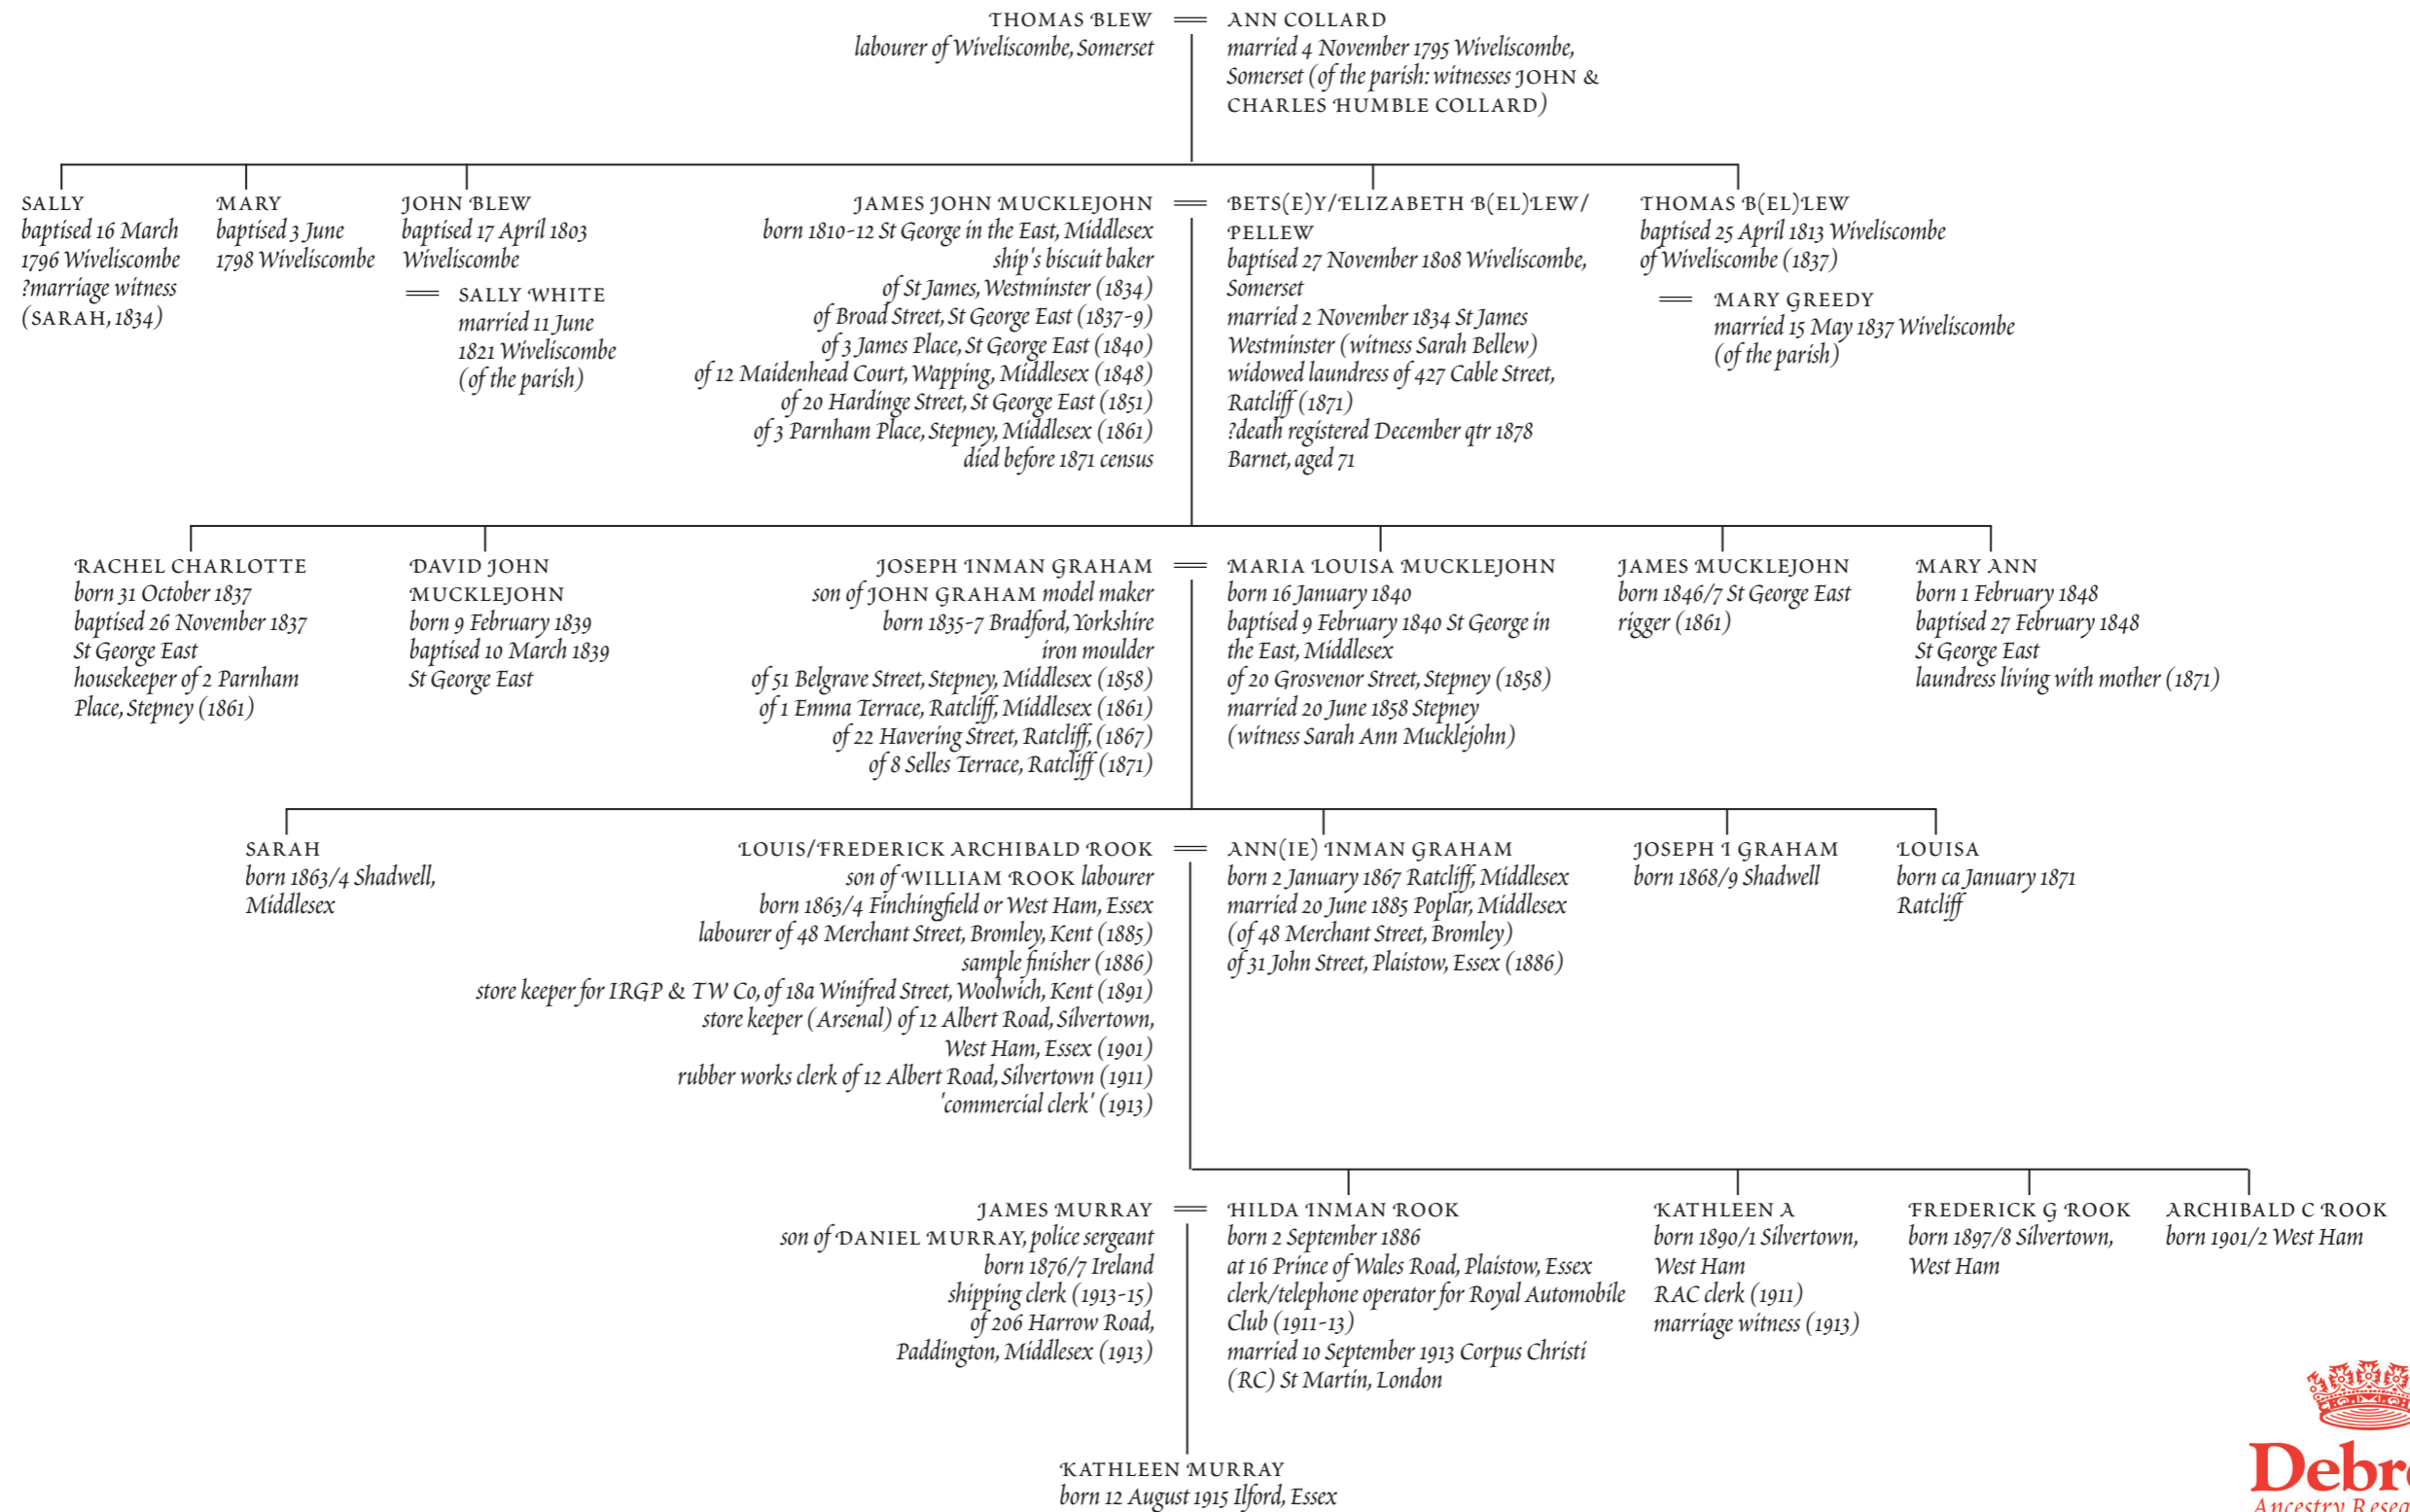 THOMAS BLEW
labourer of Wiveliscombe, Somerset
ANN COLLARD
married 4 November 1795 Wiveliscombe,
Somerset (of the parish: witnesses JOHN &
CHARLES HUMBLE COLLARD)
SALLY
baptised 16 March
1796 Wiveliscombe
?marriage witness
(SARAH, 1834)
MARY
baptised 3 June
1798 Wiveliscombe
JOHN BLEW
baptised 17 April 1803
Wiveliscombe
SALLY WHITE
married 11 June
1821 Wiveliscombe
(of the parish)
JAMES JOHN MUCKLEJOHN
born 1810-12 St George in the East, Middlesex
ship's biscuit baker
of St James, Westminster (1834)
of Broad Street, St George East (1837-9)
of 3 James Place, St George East (1840)
of 12 Maidenhead Court, Wapping, Middlesex (1848)
of 20 Hardinge Street, St George East (1851)
of 3 Parnham Place, Stepney, Middlesex (1861)
died before 1871 census
BETS(E)Y/ELIZABETH B(EL)LEW/
PELLEW
baptised 27 November 1808 Wiveliscombe,
Somerset
married 2 November 1834 St James
Westminster (witness Sarah Bellew)
widowed laundress of 427 Cable Street,
Ratcliff (1871)
?death registered December qtr 1878
Barnet, aged 71
THOMAS B(EL)LEW
baptised 25 April 1813 Wiveliscombe
of Wiveliscombe (1837)
MARY GREEDY
married 15 May 1837 Wiveliscombe
(of the parish)
RACHEL CHARLOTTE
born 31 October 1837
baptised 26 November 1837
St George East
housekeeper of 2 Parnham
Place, Stepney (1861)
DAVID JOHN
MUCKLEJOHN
born 9 February 1839
baptised 10 March 1839
St George East
JOSEPH INMAN GRAHAM
son of JOHN GRAHAM model maker
born 1835-7 Bradford, Yorkshire
iron moulder
of 51 Belgrave Street, Stepney, Middlesex (1858)
of 1 Emma Terrace, Ratcliff, Middlesex (1861)
of 22 Havering Street, Ratcliff, (1867)
of 8 Selles Terrace, Ratcliff (1871)
MARIA LOUISA MUCKLEJOHN
born 16 January 1840
baptised 9 February 1840 St George in
the East, Middlesex
of 20 Grosvenor Street, Stepney (1858)
married 20 June 1858 Stepney
(witness Sarah Ann Mucklejohn)
JAMES MUCKLEJOHN
born 1846/7 St George East
rigger (1861)
MARY ANN
born 1 February 1848
baptised 27 February 1848
St George East
laundress living with mother (1871)
SARAH
born 1863/4 Shadwell,
Middlesex
LOUIS/FREDERICK ARCHIBALD ROOK
son of WILLIAM ROOK labourer
born 1863/4 Finchingfield or West Ham, Essex
labourer of 48 Merchant Street, Bromley, Kent (1885)
sample finisher (1886)
store keeper for IRGP & TW Co, of 18a Winifred Street, Woolwich, Kent (1891)
store keeper (Arsenal) of 12 Albert Road, Silvertown,
West Ham, Essex (1901)
rubber works clerk of 12 Albert Road, Silvertown (1911)
'commercial clerk' (1913)
ANN(IE) INMAN GRAHAM
born 2 January 1867 Ratcliff, Middlesex
married 20 June 1885 Poplar, Middlesex
(of 48 Merchant Street, Bromley)
of 31 John Street, Plaistow, Essex (1886)
JOSEPH I GRAHAM
born 1868/9 Shadwell
LOUISA
born ca January 1871
Ratcliff
JAMES MURRAY
son of DANIEL MURRAY, police sergeant
born 1876/7 Ireland
shipping clerk (1913-15)
of 206 Harrow Road,
Paddington, Middlesex (1913)
HILDA INMAN ROOK
born 2 September 1886
at 16 Prince of Wales Road, Plaistow, Essex
clerk/telephone operator for Royal Automobile
Club (1911-13)
married 10 September 1913 Corpus Christi
(RC) St Martin, London
KATHLEEN A
born 1890/1 Silvertown,
West Ham
RAC clerk (1911)
marriage witness (1913)
FREDERICK G ROOK
born 1897/8 Silvertown,
West Ham
ARCHIBALD C ROOK
born 1901/2 West Ham
KATHLEEN MURRAY
born 12 August 1915 Ilford, Essex
Debr
Ancestry Resea